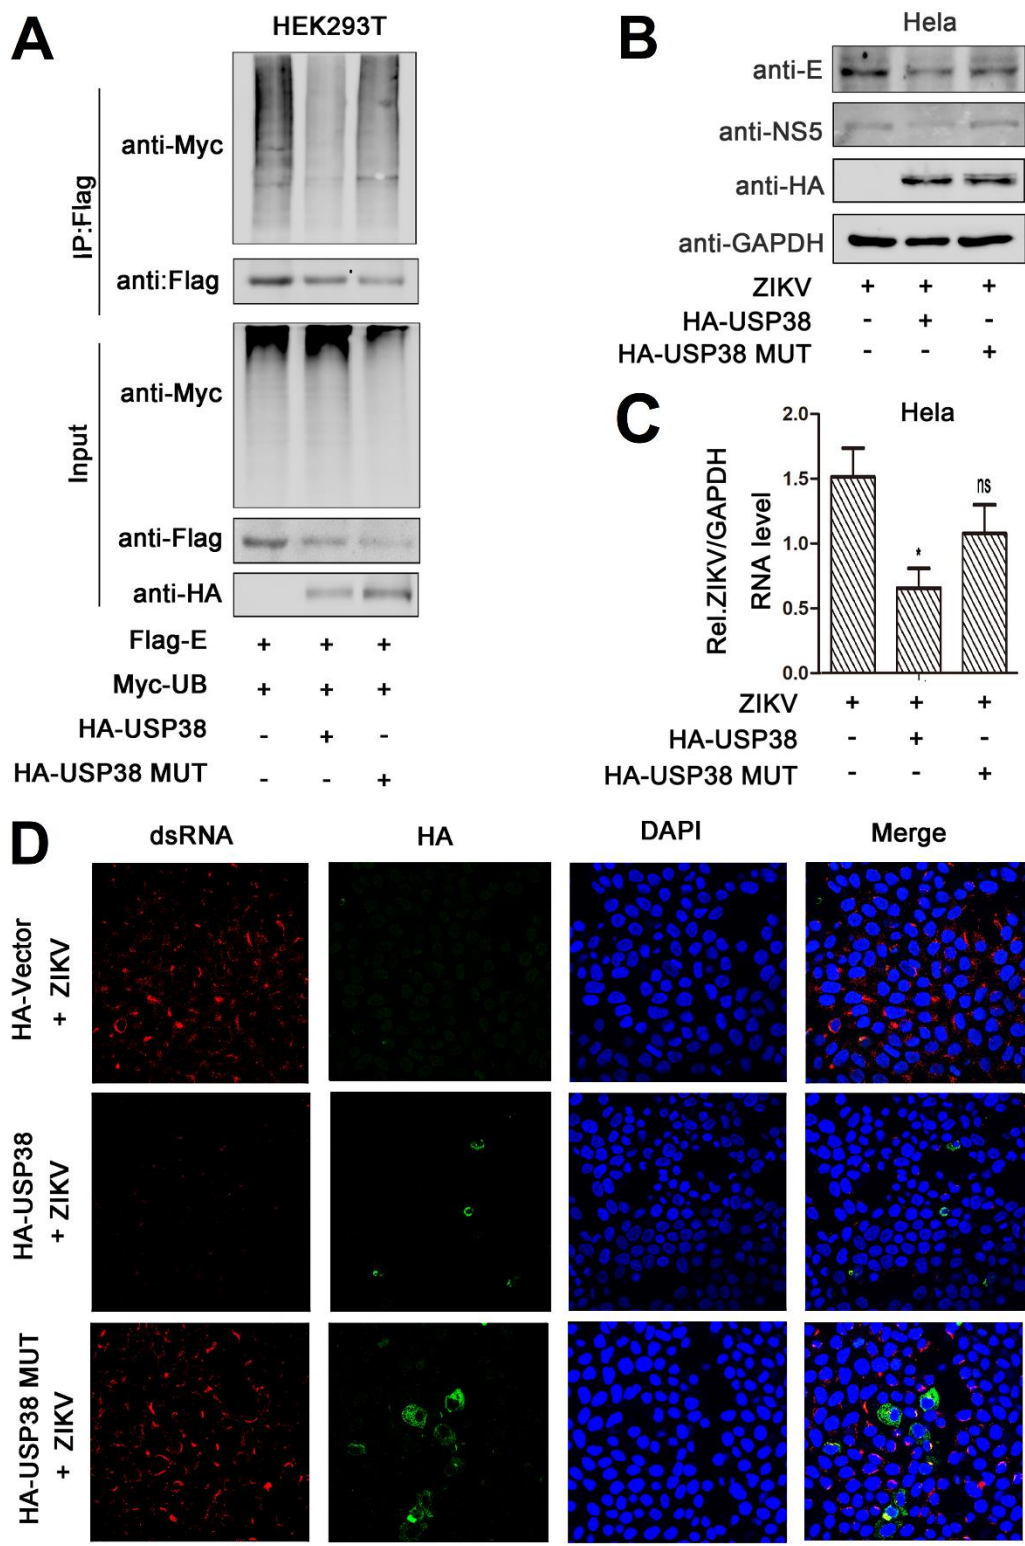 A
HEK293T
IP:Flag
anti-Myc
anti:Flag
Input
anti-Myc
anti-Flag
anti-HA
Flag-E + + +
Myc-UB + + +
HA-USP38 - + -
HA-USP38 MUT - - +
B
Hela
anti-E
anti-NS5
anti-HA
anti-GAPDH
ZIKV + + +
HA-USP38 - + -
HA-USP38 MUT - - +
C
Hela
Rel.ZIKV/GAPDH
RNA level
2.0
1.5
1.0
0.5
0.0
*
ns
ZIKV + + +
HA-USP38 - + -
HA-USP38 MUT - - +
D
dsRNA HA DAPI Merge
HA-Vector
+ ZIKV
HA-USP38
+ ZIKV
HA-USP38 MUT
+ ZIKV